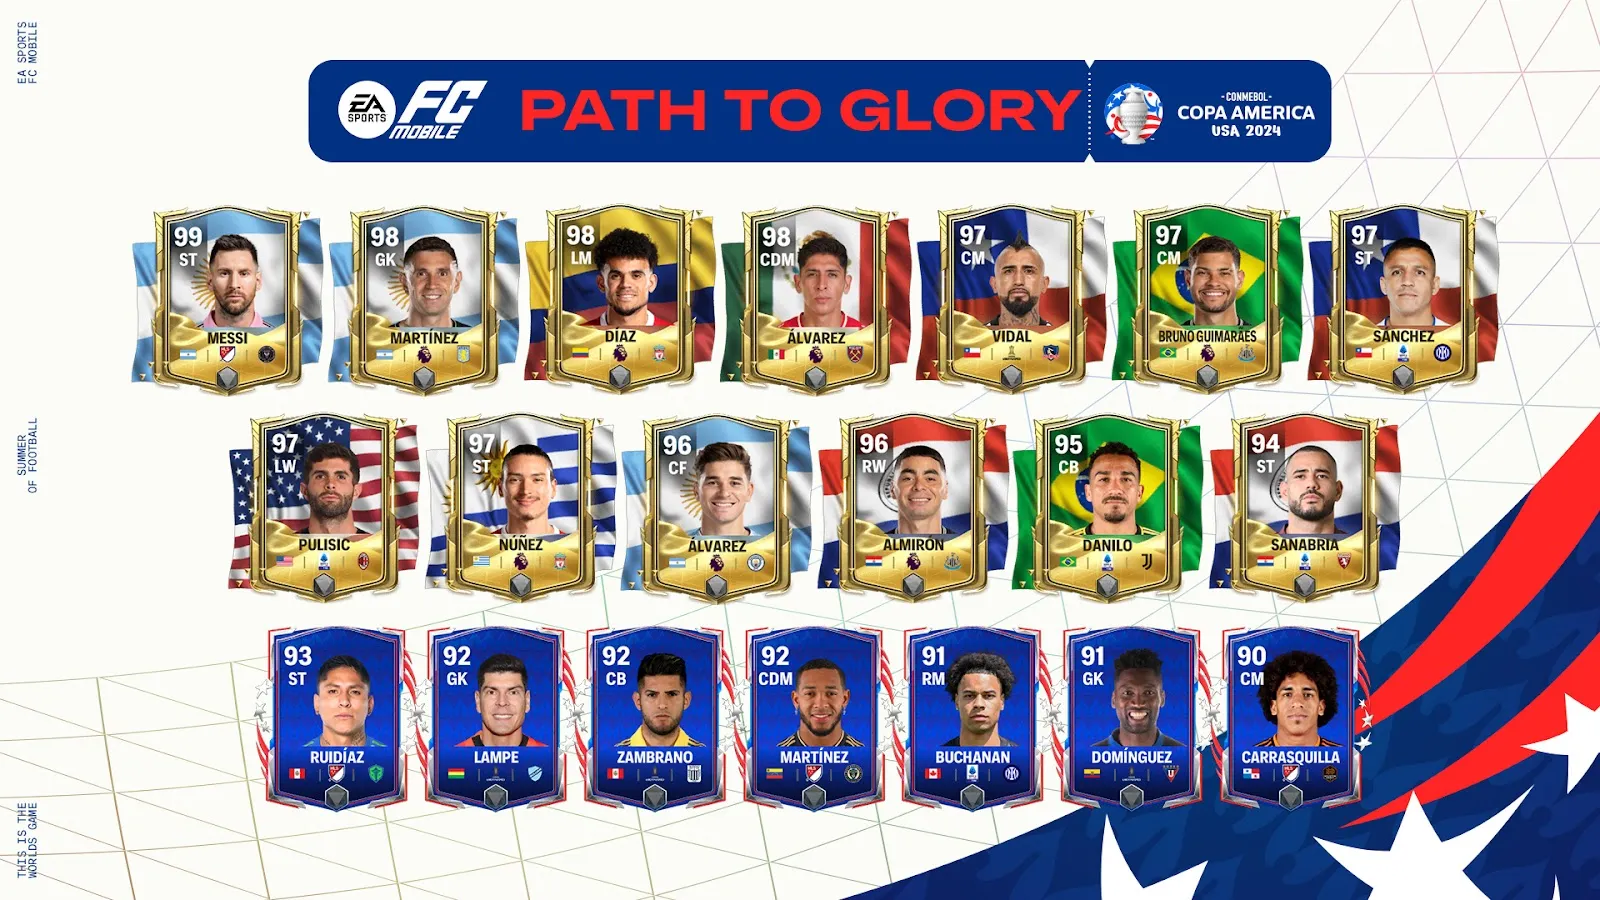 EA SPORTS
FC MOBILE
EA
SPORTS
FC
MOBILE
PATH TO GLORY
-CONMEBOL-
COPA AMERICA
USA 2024
99
ST
MESSI
98
GK
MARTÍNEZ
98
LM
DÍAZ
98
CDM
ÁLVAREZ
97
CM
VIDAL
97
CM
BRUNO GUIMARÃES
97
ST
SÁNCHEZ
SUMMER
OF FOOTBALL
97
LW
PULISIC
97
ST
NÚÑEZ
96
CF
ÁLVAREZ
96
RW
ALMIRÓN
95
CB
DANILO
94
ST
SANABRIA
93
ST
RUIDÍAZ
92
GK
LAMPE
92
CB
ZAMBRANO
92
CDM
MARTÍNEZ
91
RM
BUCHANAN
91
GK
DOMÍNGUEZ
90
CM
CARRASQUILLA
THIS IS THE
WORLDS GAME